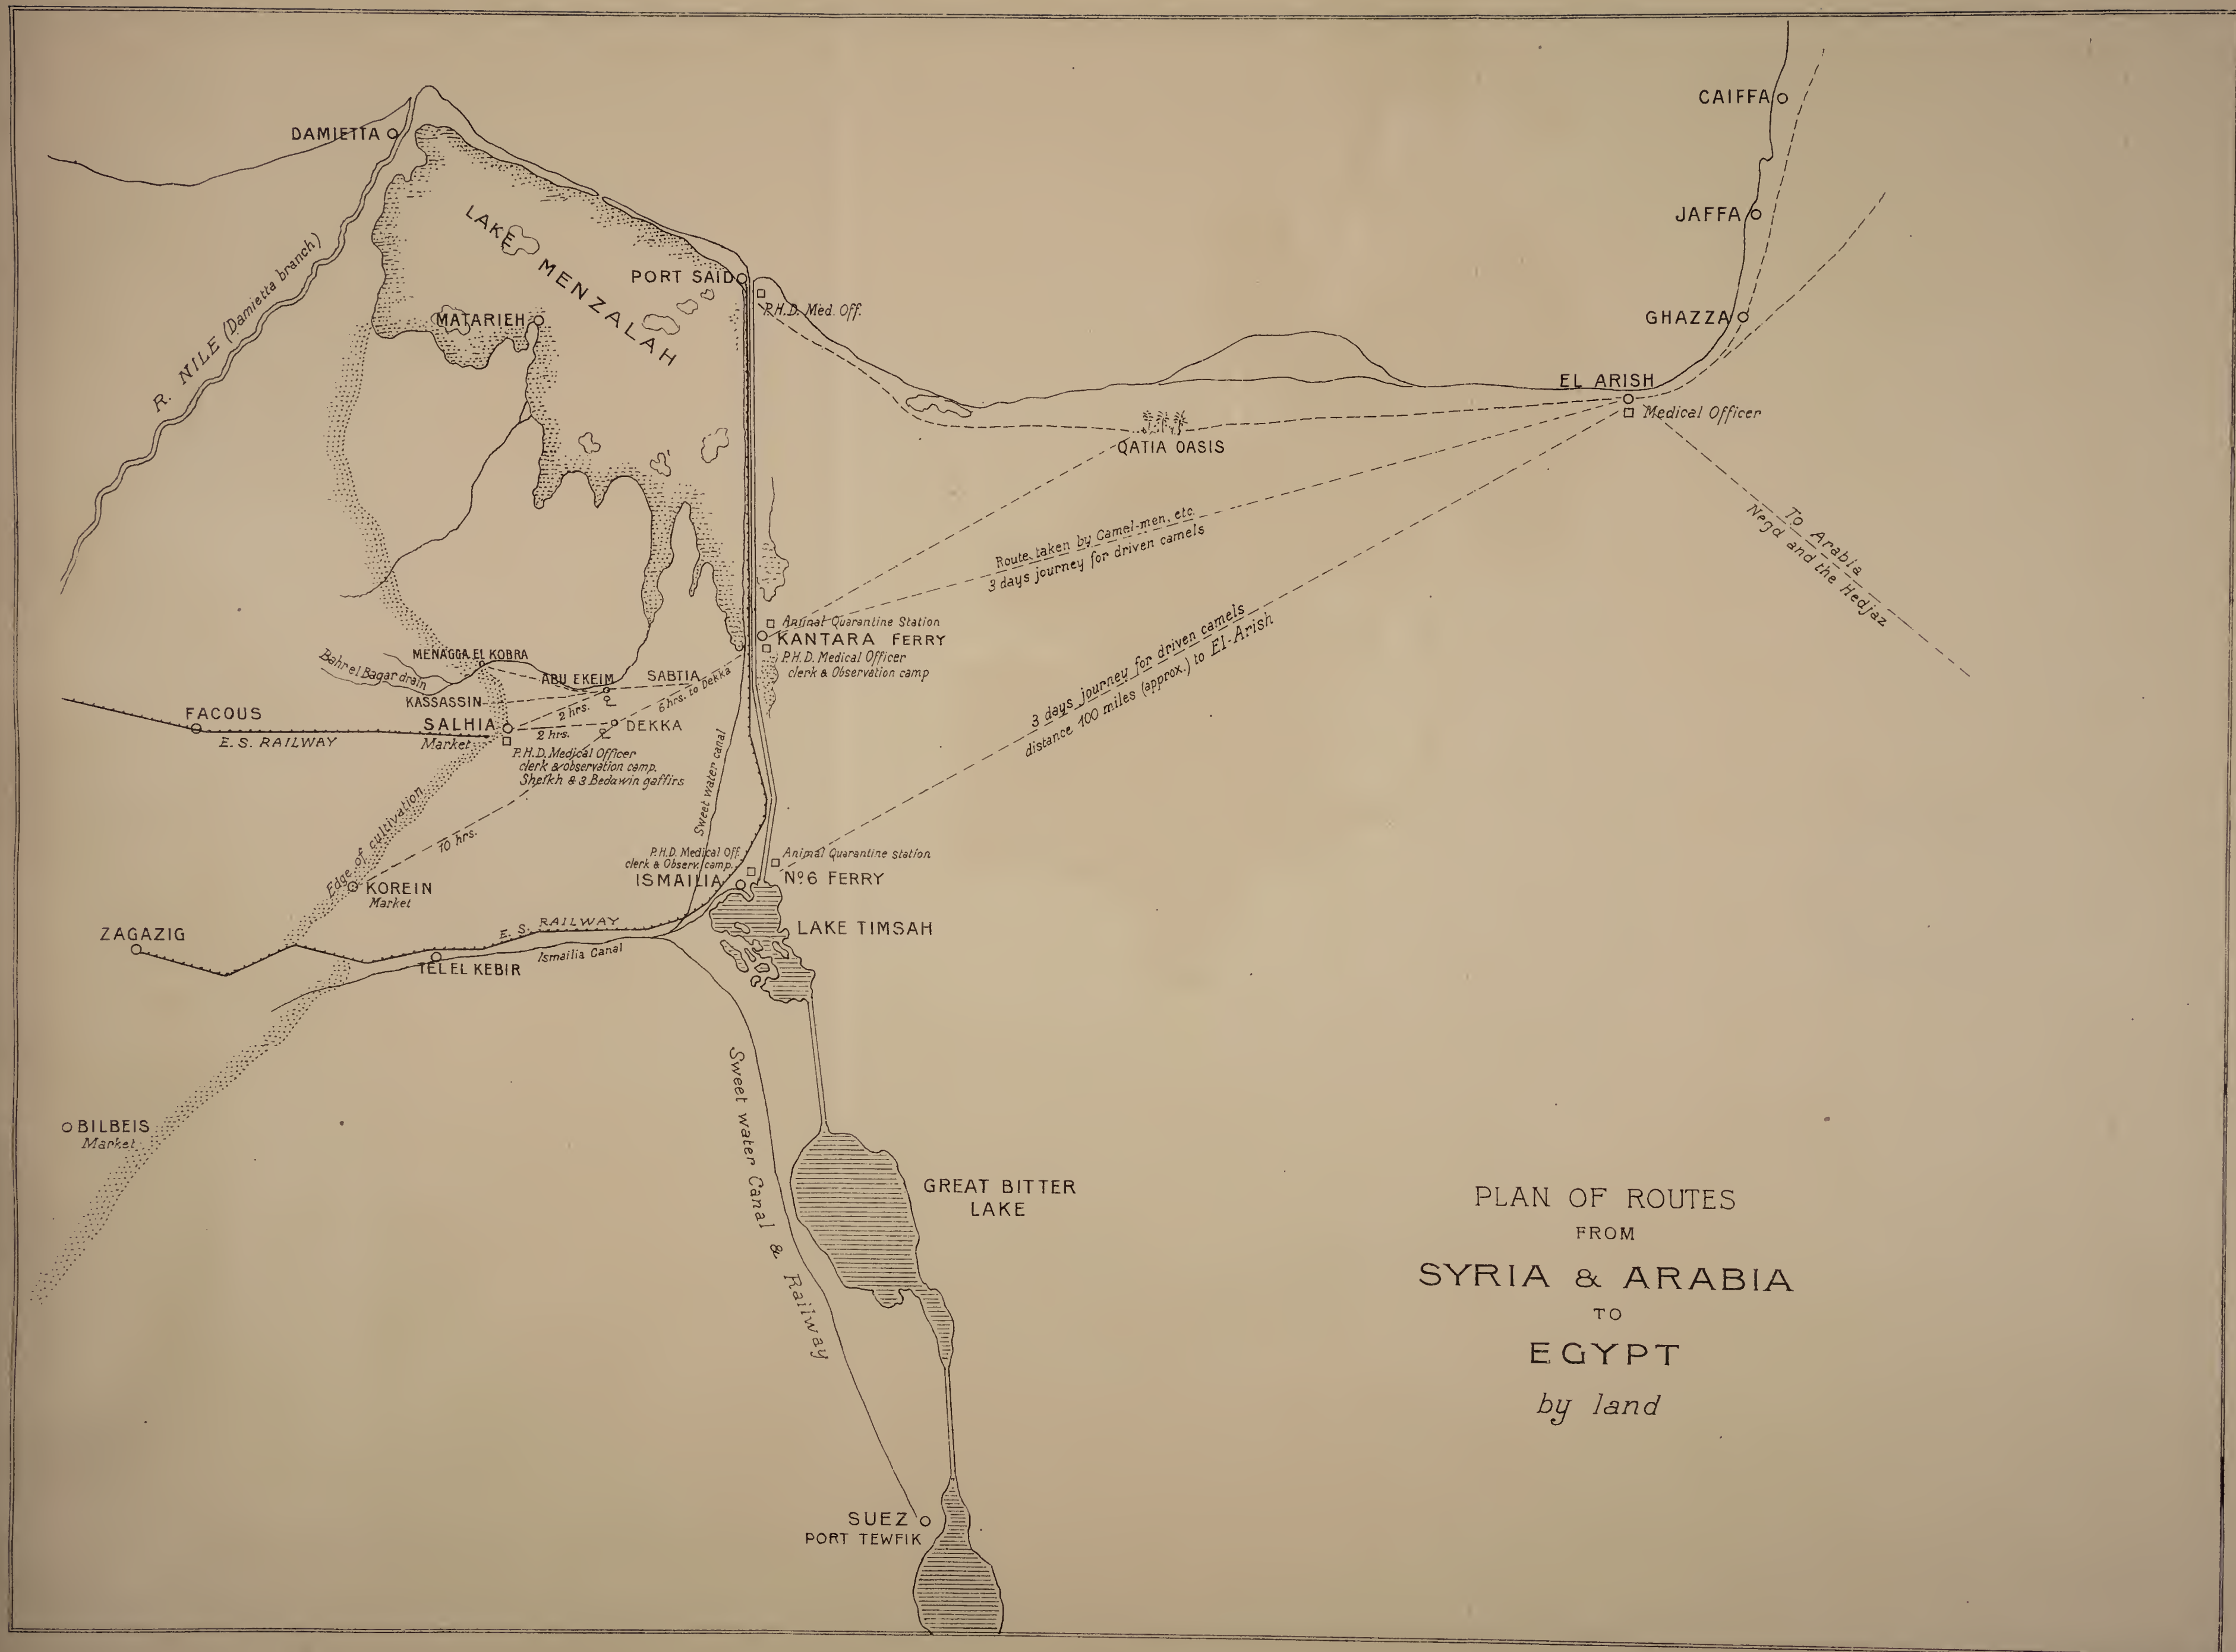 CAIFFA
DAMIETTA
JAFFA
LAKE MENZALAH
R. NILE (Damietta branch)
PORT SAID
P.H.D. Med. Off.
MATARIEH
GHAZZA
EL ARISH
Medical Officer
QATIA OASIS
Route taken by Camel-men, etc.
3 days journey for driven camels
To Arabia
Negd and the Hedjaz
Animal Quarantine Station
KANTARA FERRY
P.H.D. Medical Officer
clerk & Observation camp
3 days journey for driven camels
distance 100 miles (approx.) to El-Arish
MENAGGA EL KOBRA
Bahr el Bagar drain
ABU EKEIM
SABTIA
6 hrs. to Dekka
KASSASSIN
2 hrs.
FACOUS
E. S. RAILWAY
SALHIA
Market
2 hrs.
DEKKA
P.H.D. Medical Officer
clerk & observation camp.
Sheikh & 3 Bedawin gaffirs
Sweet water canal
Edge of cultivation
10 hrs.
KOREIN
Market
P.H.D. Medical Off.
clerk & Observ. camp.
ISMAILIA
Animal Quarantine station
Nº6 FERRY
ZAGAZIG
E. S. RAILWAY
Ismailia Canal
TEL EL KEBIR
LAKE TIMSAH
BILBEIS
Market
Sweet water Canal & Railway
GREAT BITTER
LAKE
SUEZ
PORT TEWFIK
PLAN OF ROUTES
FROM
SYRIA & ARABIA
TO
EGYPT
by land